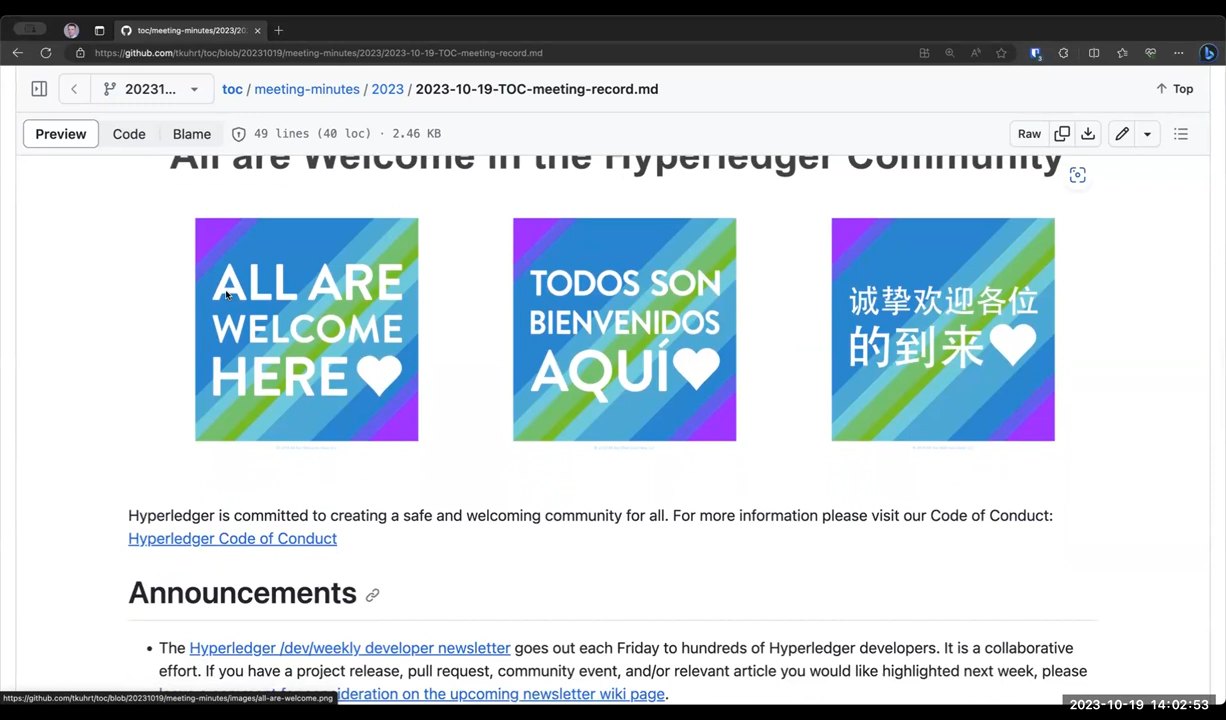 toc/meeting-minutes/2023/20
https://github.com/tkuhrt/toc/blob/20231019/meeting-minutes/2023/2023-10-19-TOC-meeting-record.md
20231... toc / meeting-minutes / 2023 / 2023-10-19-TOC-meeting-record.md Top
Preview Code Blame 49 lines (40 loc) · 2.46 KB Raw
All are Welcome in the Hyperledger Community
ALL ARE
WELCOME
HERE
TODOS SON
BIENVENIDOS
AQUÍ
诚挚欢迎各位
的到来
Hyperledger is committed to creating a safe and welcoming community for all. For more information please visit our Code of Conduct:
Hyperledger Code of Conduct
Announcements
• The Hyperledger /dev/weekly developer newsletter goes out each Friday to hundreds of Hyperledger developers. It is a collaborative
effort. If you have a project release, pull request, community event, and/or relevant article you would like highlighted next week, please
consideration on the upcoming newsletter wiki page.
https://github.com/tkuhrt/toc/blob/20231019/meeting-minutes/images/all-are-welcome.png
2023-10-19 14:02:53